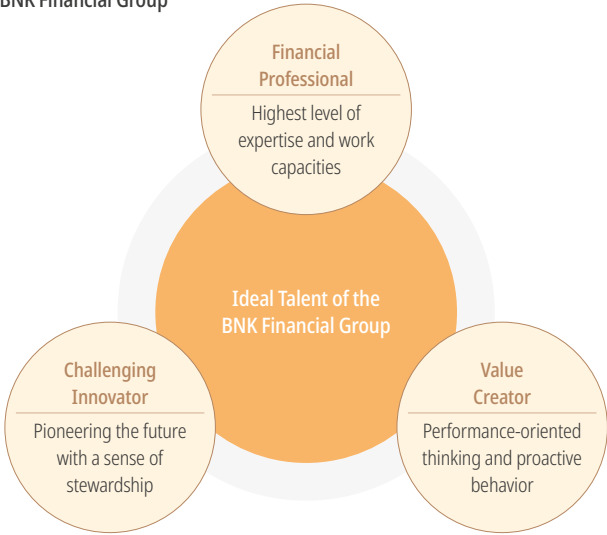 BNK Financial Group
Financial
Professional
Highest level of
expertise and work
capacities
Ideal Talent of the
BNK Financial Group
Challenging
Innovator
Pioneering the future
with a sense of
stewardship
Value
Creator
Performance-oriented
thinking and proactive
behavior